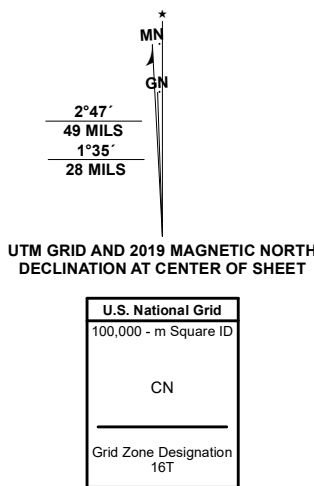 ★
MN
GN
2°47´
49 MILS
1°35´
28 MILS
UTM GRID AND 2019 MAGNETIC NORTH
DECLINATION AT CENTER OF SHEET
U.S. National Grid
100,000 - m Square ID
CN
Grid Zone Designation
16T